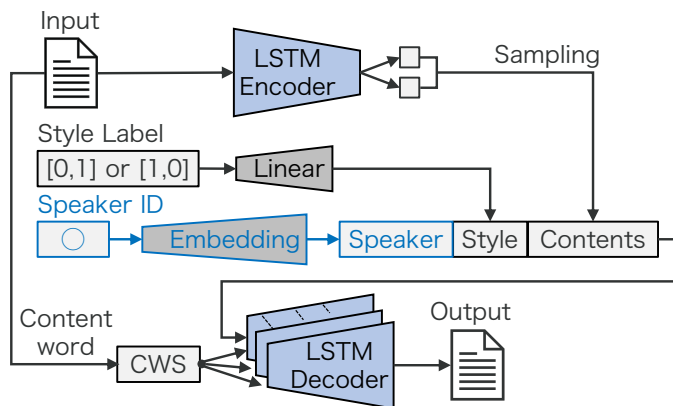 Input
LSTM
Encoder
Sampling
Style Label
[0,1] or [1,0]
Linear
Speaker ID
Embedding
Speaker
Style
Contents
Content
word
CWS
LSTM
Decoder
Output